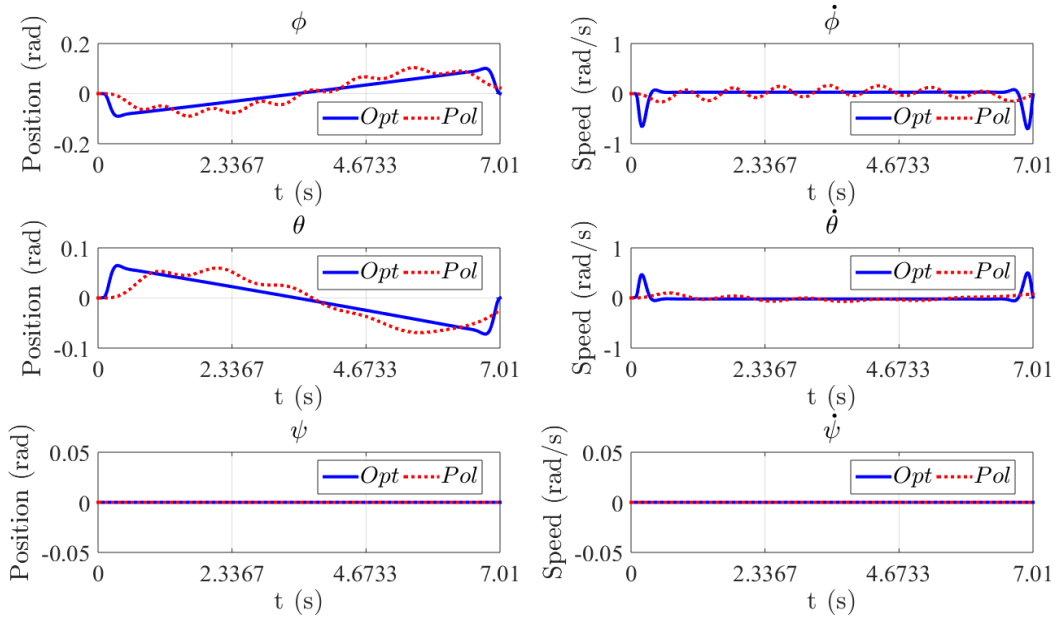 ϕ
Position (rad)
0.2
0
-0.2
Opt Pol
0 2.3367 4.6733 7.01
t (s)
ϕ̇
Speed (rad/s)
1
0
-1
Opt Pol
0 2.3367 4.6733 7.01
t (s)
θ
Position (rad)
0.1
0
-0.1
Opt Pol
0 2.3367 4.6733 7.01
t (s)
θ̇
Speed (rad/s)
1
0
-1
Opt Pol
0 2.3367 4.6733 7.01
t (s)
ψ
Position (rad)
0.05
0
-0.05
Opt Pol
0 2.3367 4.6733 7.01
t (s)
ψ̇
Speed (rad/s)
0.05
0
-0.05
Opt Pol
0 2.3367 4.6733 7.01
t (s)